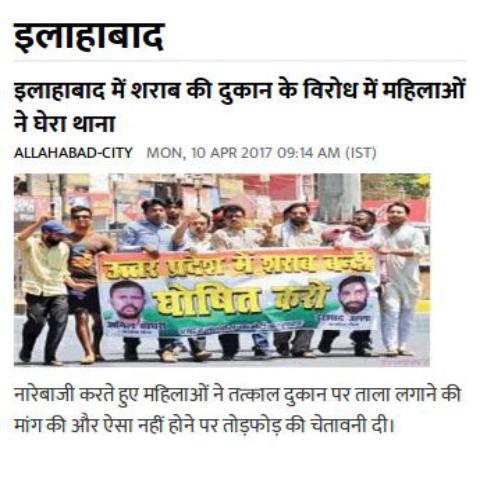 इलाहाबाद
इलाहाबाद में शराब की दुकान के विरोध में महिलाओं
ने घेरा थाना
ALLAHABAD-CITY MON, 10 APR 2017 09:14 AM (IST)
उत्तर प्रदेश में शराब बन्दी
घोषित करो
नारेबाजी करते हुए महिलाओं ने तत्काल दुकान पर ताला लगाने की
मांग की और ऐसा नहीं होने पर तोड़फोड़ की चेतावनी दी।